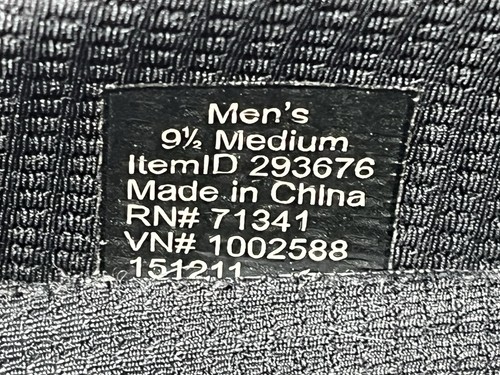 Men's
9½ Medium
ItemID 293676
Made in China
RN# 71341
VN# 1002588
151211